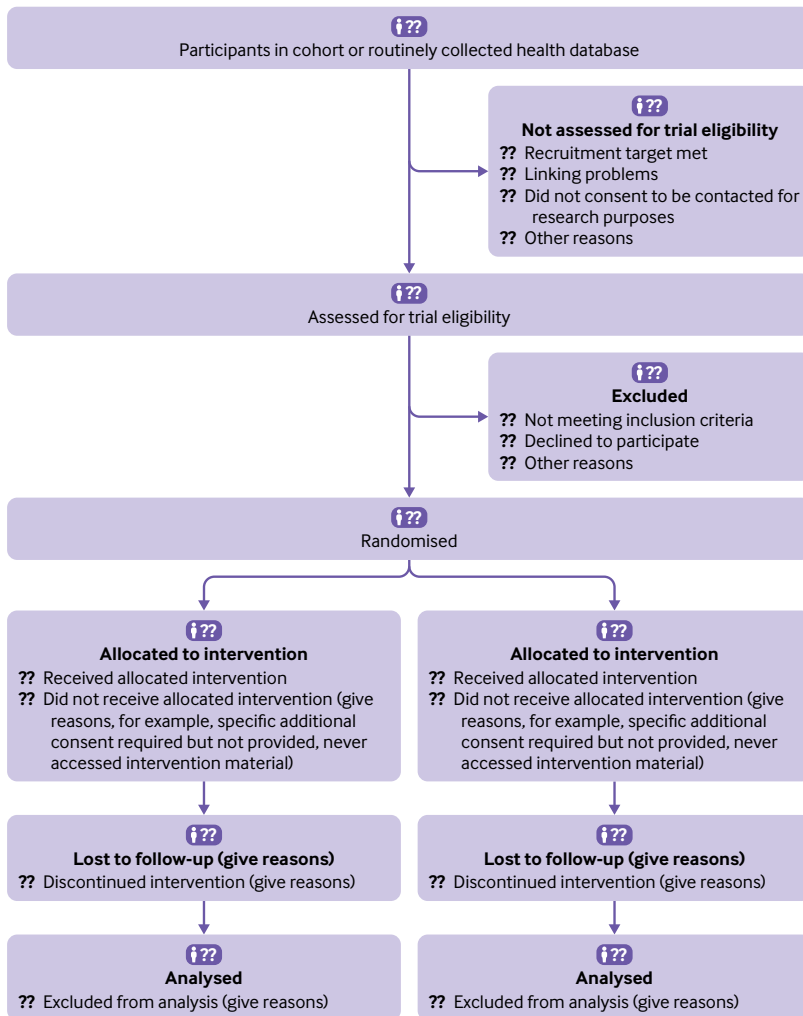 ??
Participants in cohort or routinely collected health database
??
Not assessed for trial eligibility
?? Recruitment target met
?? Linking problems
?? Did not consent to be contacted for
research purposes
?? Other reasons
??
Assessed for trial eligibility
??
Excluded
?? Not meeting inclusion criteria
?? Declined to participate
?? Other reasons
??
Randomised
??
Allocated to intervention
?? Received allocated intervention
?? Did not receive allocated intervention (give
reasons, for example, specific additional
consent required but not provided, never
accessed intervention material)
??
Allocated to intervention
?? Received allocated intervention
?? Did not receive allocated intervention (give
reasons, for example, specific additional
consent required but not provided, never
accessed intervention material)
??
Lost to follow-up (give reasons)
?? Discontinued intervention (give reasons)
??
Lost to follow-up (give reasons)
?? Discontinued intervention (give reasons)
??
Analysed
?? Excluded from analysis (give reasons)
??
Analysed
?? Excluded from analysis (give reasons)